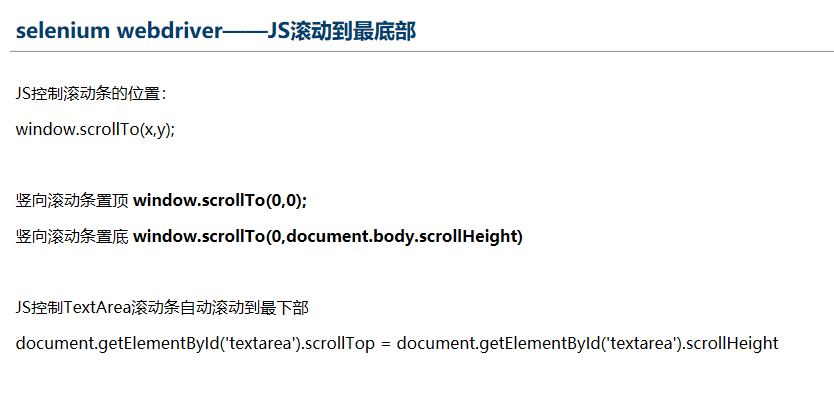 selenium webdriver——JS滚动到最底部
JS控制滚动条的位置：
window.scrollTo(x,y);
竖向滚动条置顶 window.scrollTo(0,0);
竖向滚动条置底 window.scrollTo(0,document.body.scrollHeight)
JS控制TextArea滚动条自动滚动到最下部
document.getElementById('textarea').scrollTop = document.getElementById('textarea').scrollHeight